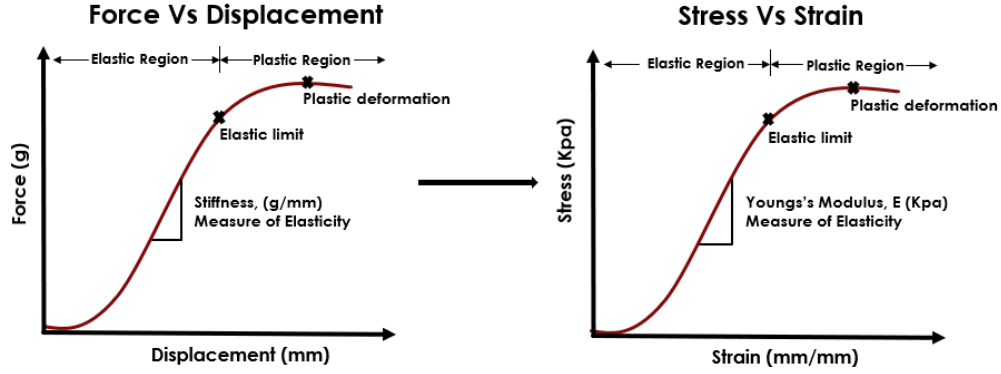 Force Vs Displacement
Elastic Region
Plastic Region
Plastic deformation
Elastic limit
Stiffness, (g/mm)
Measure of Elasticity
Force (g)
Displacement (mm)
Stress Vs Strain
Elastic Region
Plastic Region
Plastic deformation
Elastic limit
Youngs's Modulus, E (Kpa)
Measure of Elasticity
Stress (Kpa)
Strain (mm/mm)